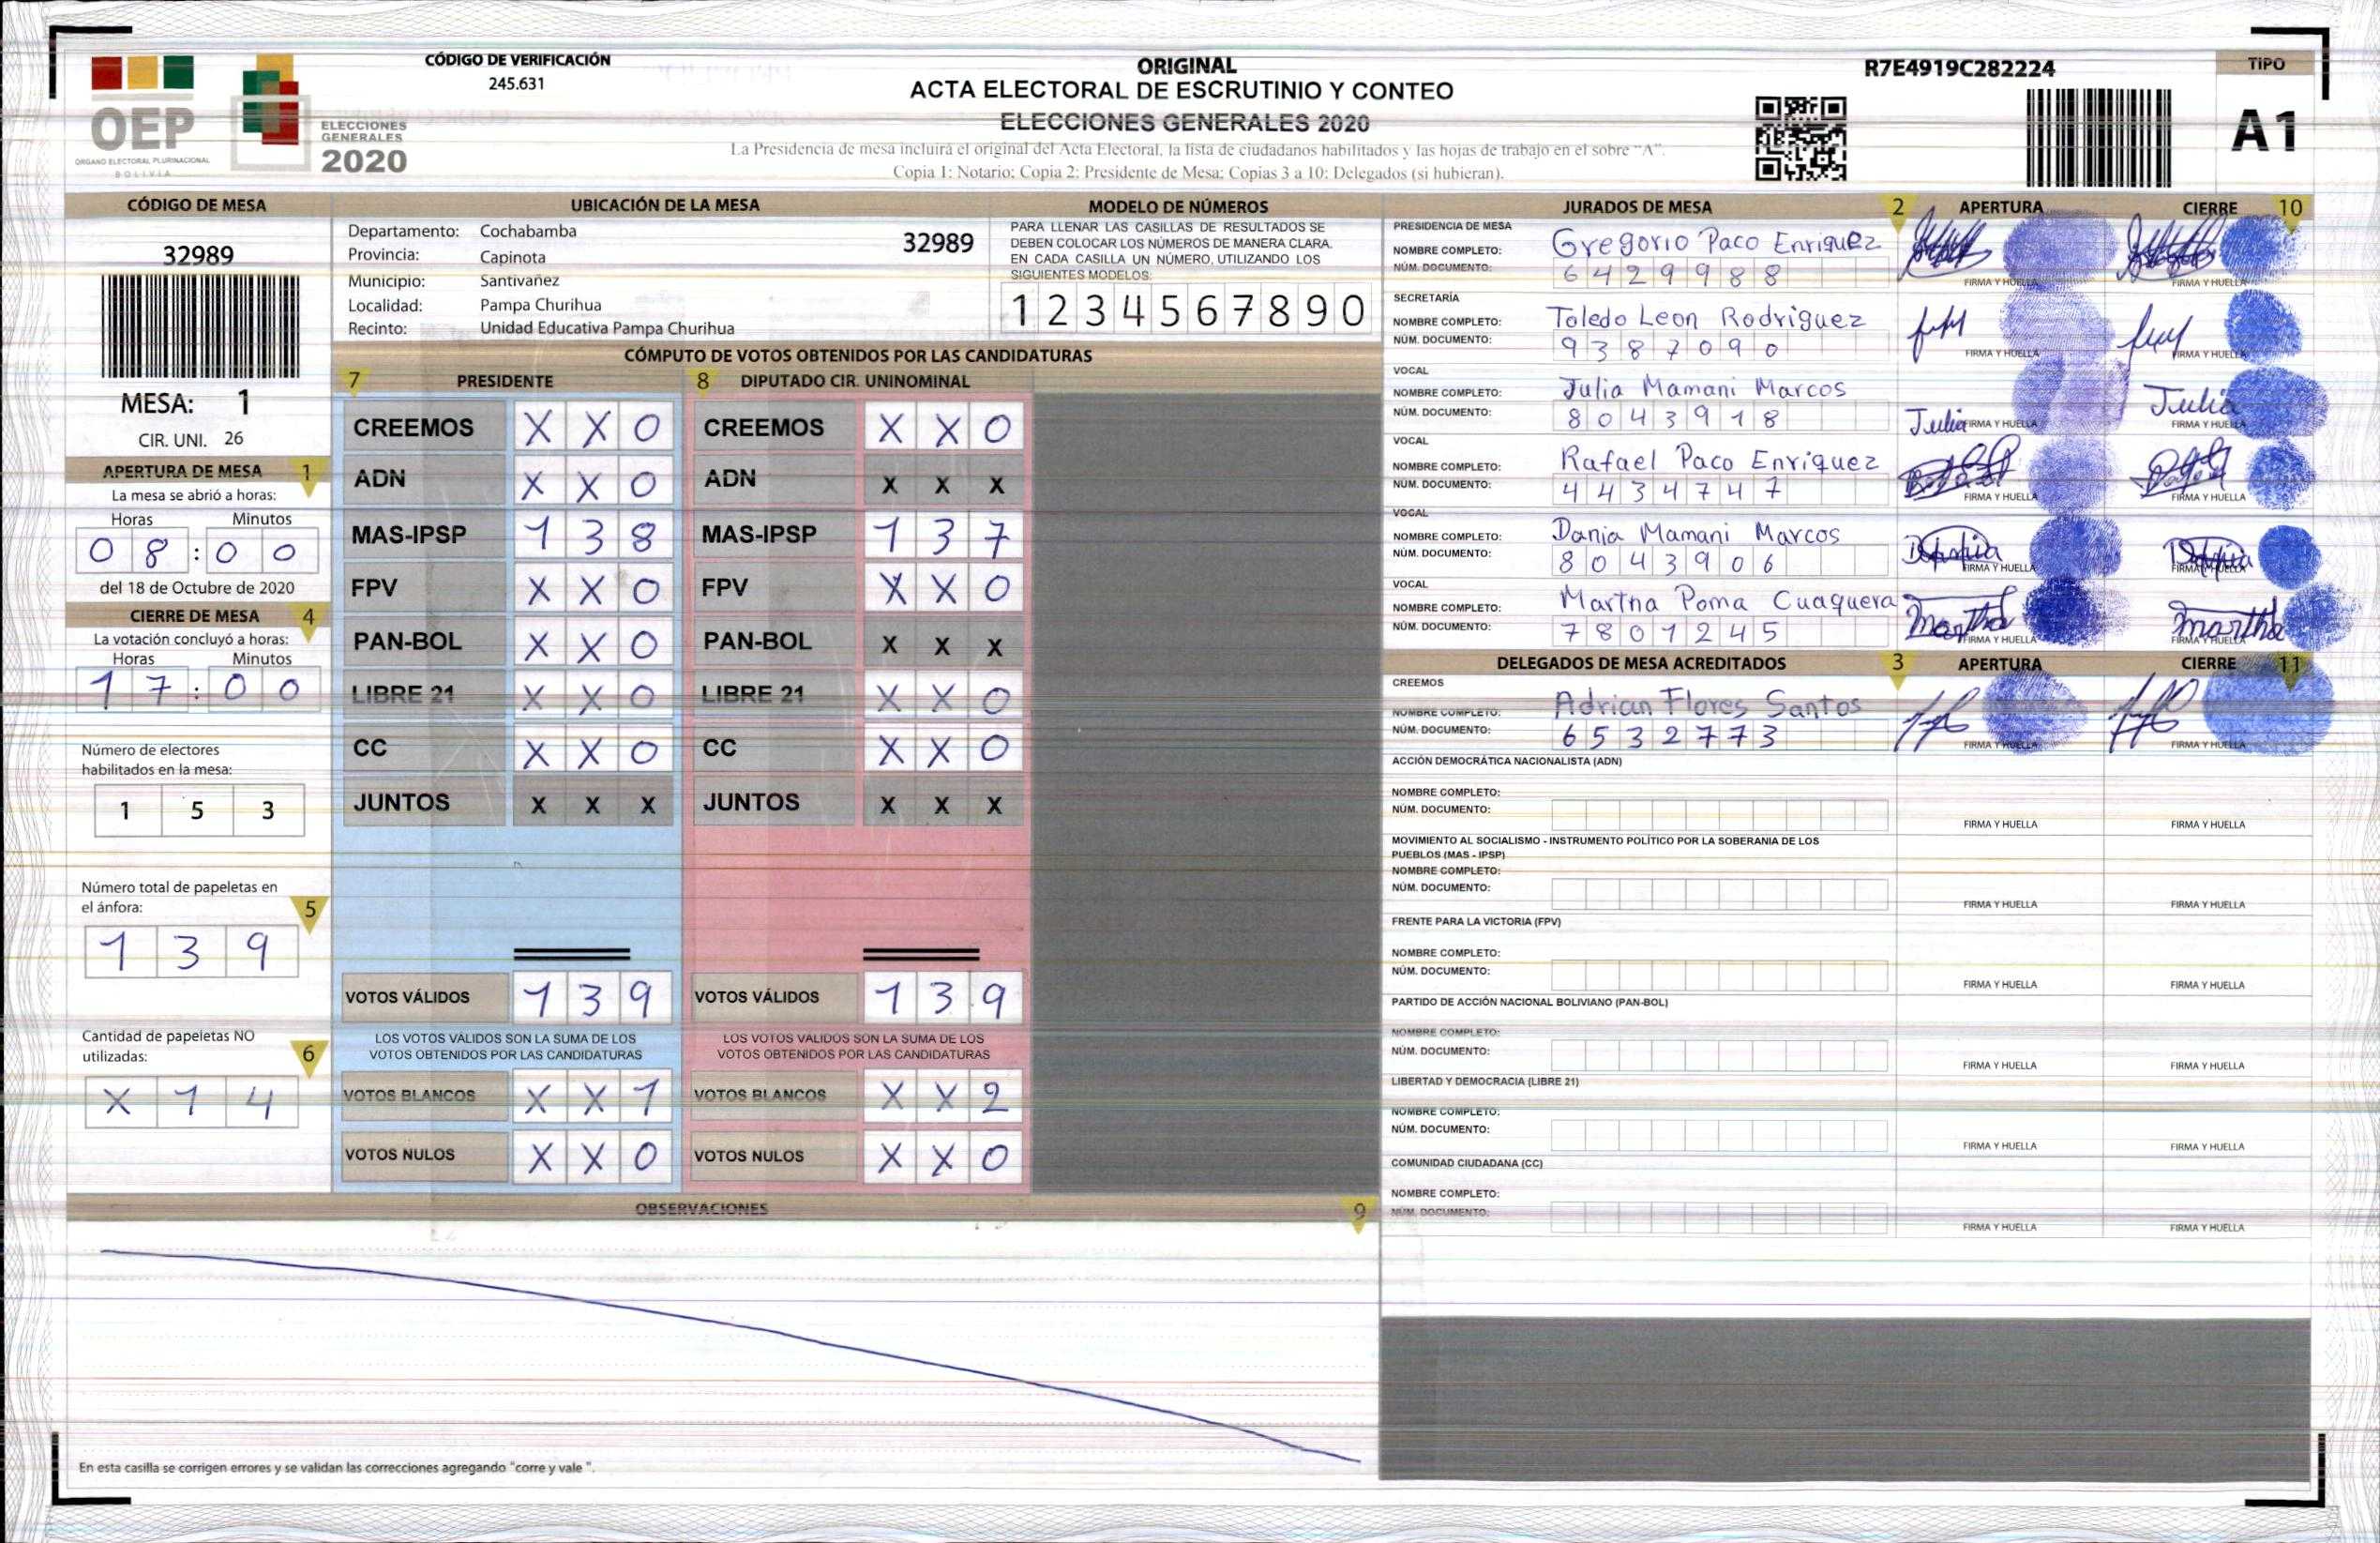 CÓDIGO DE VERIFICACIÓN
245.631
ORIGINAL
ACTA ELECTORAL DE ESCRUTINIO Y CONTEO
ELECCIONES GENERALES 2020
La Presidencia de mesa incluirá el original del Acta Electoral, la lista de ciudadanos habilitados y las hojas de trabajo en el sobre "A".
Copia 1: Notario; Copia 2: Presidente de Mesa; Copias 3 a 10: Delegados (si hubieran).
R7E4919C282224
TIPO
A1
OEP
ORGANO ELECTORAL PLURINACIONAL
BOLIVIA
ELECCIONES
GENERALES
2020
CÓDIGO DE MESA
32989
MESA: 1
CIR. UNI. 26
APERTURA DE MESA 1
La mesa se abrió a horas:
Horas Minutos
0 8 : 0 0
del 18 de Octubre de 2020
CIERRE DE MESA 4
La votación concluyó a horas:
Horas Minutos
1 7 : 0 0
Número de electores
habilitados en la mesa:
1 5 3
Número total de papeletas en
el ánfora:
5
1 3 9
Cantidad de papeletas NO
utilizadas:
6
X 1 4
UBICACIÓN DE LA MESA
Departamento: Cochabamba
32989
Provincia: Capinota
Municipio: Santivañez
Localidad: Pampa Churihua
Recinto: Unidad Educativa Pampa Churihua
MODELO DE NÚMEROS
PARA LLENAR LAS CASILLAS DE RESULTADOS SE
DEBEN COLOCAR LOS NÚMEROS DE MANERA CLARA.
EN CADA CASILLA UN NÚMERO, UTILIZANDO LOS
SIGUIENTES MODELOS:
1 2 3 4 5 6 7 8 9 0
CÓMPUTO DE VOTOS OBTENIDOS POR LAS CANDIDATURAS
7 PRESIDENTE
CREEMOS X X 0
ADN X X 0
MAS-IPSP 1 3 8
FPV X X 0
PAN-BOL X X 0
LIBRE 21 X X 0
CC X X 0
JUNTOS X X X
VOTOS VÁLIDOS 1 3 9
LOS VOTOS VÁLIDOS SON LA SUMA DE LOS
VOTOS OBTENIDOS POR LAS CANDIDATURAS
VOTOS BLANCOS X X 1
VOTOS NULOS X X 0
8 DIPUTADO CIR. UNINOMINAL
CREEMOS X X 0
ADN X X X
MAS-IPSP 1 3 7
FPV X X 0
PAN-BOL X X X
LIBRE 21 X X 0
CC X X 0
JUNTOS X X X
VOTOS VÁLIDOS 1 3 9
LOS VOTOS VÁLIDOS SON LA SUMA DE LOS
VOTOS OBTENIDOS POR LAS CANDIDATURAS
VOTOS BLANCOS X X 2
VOTOS NULOS X X 0
OBSERVACIONES 9
En esta casilla se corrigen errores y se validan las correcciones agregando "corre y vale ".
JURADOS DE MESA 2 APERTURA CIERRE 10
PRESIDENCIA DE MESA
NOMBRE COMPLETO: Gregorio Paco Enriquez
NÚM. DOCUMENTO: 6429988
FIRMA Y HUELLA FIRMA Y HUELLA
SECRETARÍA
NOMBRE COMPLETO: Toledo Leon Rodriguez
NÚM. DOCUMENTO: 9387090
FIRMA Y HUELLA FIRMA Y HUELLA
VOCAL
NOMBRE COMPLETO: Julia Mamani Marcos
NÚM. DOCUMENTO: 8043918
Julia FIRMA Y HUELLA Julia FIRMA Y HUELLA
VOCAL
NOMBRE COMPLETO: Rafael Paco Enriquez
NÚM. DOCUMENTO: 4434747
FIRMA Y HUELLA FIRMA Y HUELLA
VOCAL
NOMBRE COMPLETO: Dania Mamani Marcos
NÚM. DOCUMENTO: 8043906
Dania FIRMA Y HUELLA Dania FIRMA Y HUELLA
VOCAL
NOMBRE COMPLETO: Martha Poma Cuaquera
NÚM. DOCUMENTO: 7801245
Martha FIRMA Y HUELLA Martha FIRMA Y HUELLA
DELEGADOS DE MESA ACREDITADOS 3 APERTURA CIERRE 11
CREEMOS
NOMBRE COMPLETO: Adrian Flores Santos
NÚM. DOCUMENTO: 6532773
FIRMA Y HUELLA FIRMA Y HUELLA
ACCIÓN DEMOCRÁTICA NACIONALISTA (ADN)
NOMBRE COMPLETO:
NÚM. DOCUMENTO:
FIRMA Y HUELLA FIRMA Y HUELLA
MOVIMIENTO AL SOCIALISMO - INSTRUMENTO POLÍTICO POR LA SOBERANIA DE LOS
PUEBLOS (MAS - IPSP)
NOMBRE COMPLETO:
NÚM. DOCUMENTO:
FIRMA Y HUELLA FIRMA Y HUELLA
FRENTE PARA LA VICTORIA (FPV)
NOMBRE COMPLETO:
NÚM. DOCUMENTO:
FIRMA Y HUELLA FIRMA Y HUELLA
PARTIDO DE ACCIÓN NACIONAL BOLIVIANO (PAN-BOL)
NOMBRE COMPLETO:
NÚM. DOCUMENTO:
FIRMA Y HUELLA FIRMA Y HUELLA
LIBERTAD Y DEMOCRACIA (LIBRE 21)
NOMBRE COMPLETO:
NÚM. DOCUMENTO:
FIRMA Y HUELLA FIRMA Y HUELLA
COMUNIDAD CIUDADANA (CC)
NOMBRE COMPLETO:
NÚM. DOCUMENTO:
FIRMA Y HUELLA FIRMA Y HUELLA